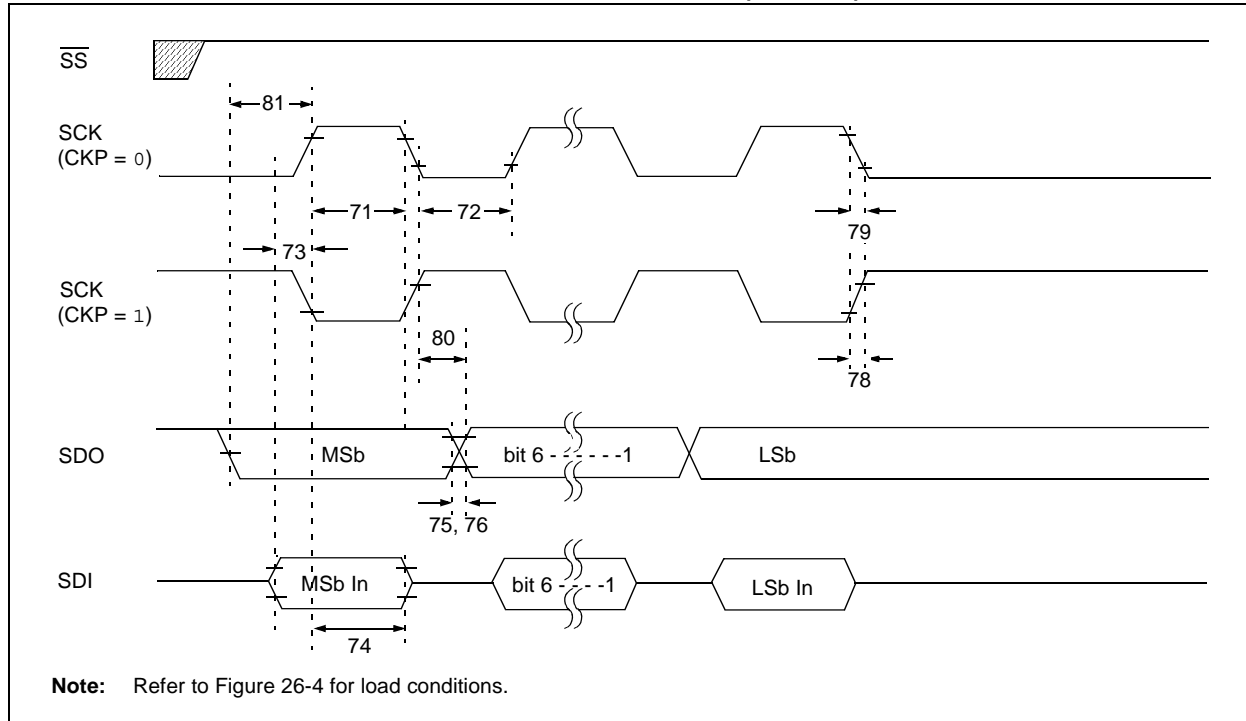 SS
81
SCK
(CKP = 0)
71
72
73
79
SCK
(CKP = 1)
80
78
SDO
MSb
bit 6 - - - - - - -1
LSb
75, 76
SDI
MSb In
bit 6 - - - - -1
LSb In
74
Note: Refer to Figure 26-4 for load conditions.